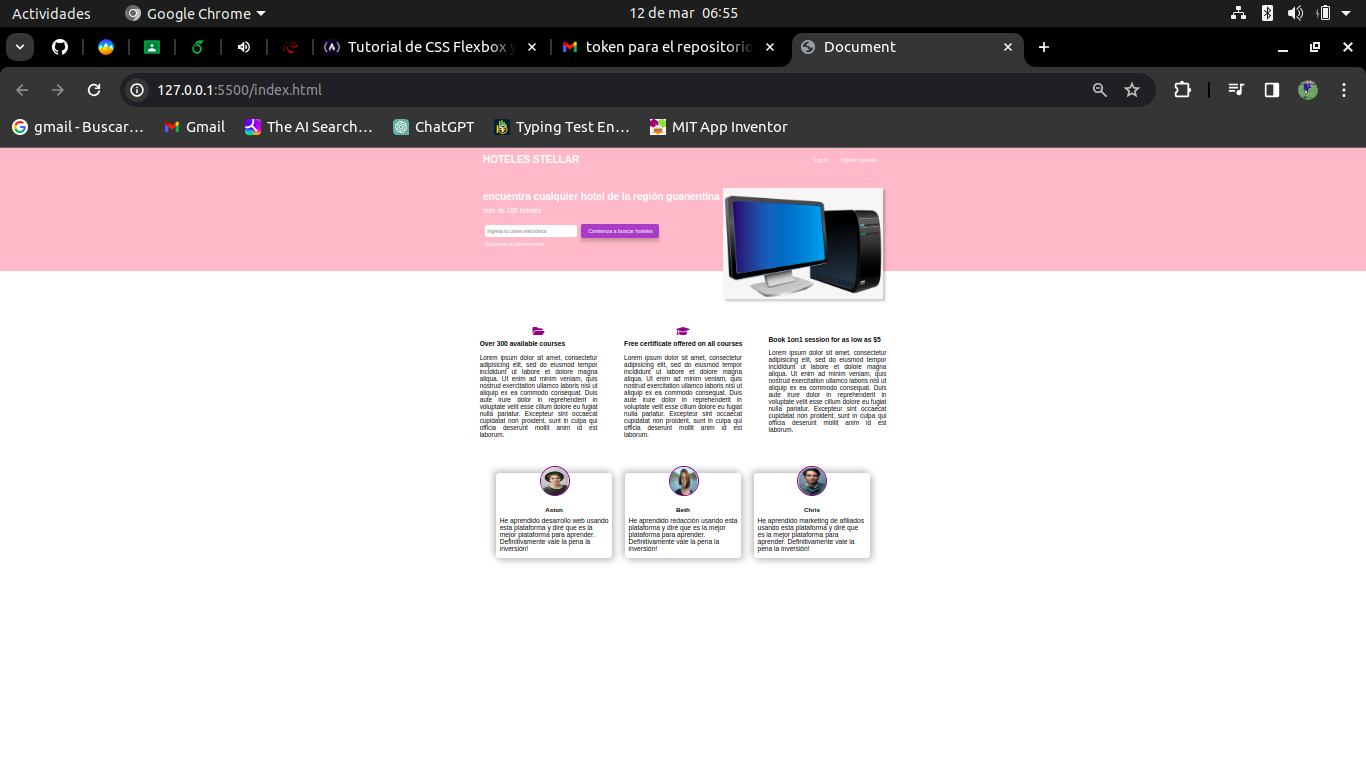 Actividades
Google Chrome
12 de mar 06:55
Tutorial de CSS Flexbox y
token para el repositorio
Document
127.0.0.1:5500/index.html
gmail - Buscar…
Gmail
The AI Search…
ChatGPT
Typing Test En…
MIT App Inventor
HOTELES STELLAR
Log in
Check courses
encuentra cualquier hotel de la región guanentina
más de 100 hoteles
Ingresa tu correo electrónico
Comienza a buscar hoteles
Encuentra tu hotel favorito
Over 300 available courses
Lorem ipsum dolor sit amet, consectetur
adipisicing elit, sed do eiusmod tempor
incididunt ut labore et dolore magna
aliqua. Ut enim ad minim veniam, quis
nostrud exercitation ullamco laboris nisi ut
aliquip ex ea commodo consequat. Duis
aute irure dolor in reprehenderit in
voluptate velit esse cillum dolore eu fugiat
nulla pariatur. Excepteur sint occaecat
cupidatat non proident, sunt in culpa qui
officia deserunt mollit anim id est
laborum.
Free certificate offered on all courses
Lorem ipsum dolor sit amet, consectetur
adipisicing elit, sed do eiusmod tempor
incididunt ut labore et dolore magna
aliqua. Ut enim ad minim veniam, quis
nostrud exercitation ullamco laboris nisi ut
aliquip ex ea commodo consequat. Duis
aute irure dolor in reprehenderit in
voluptate velit esse cillum dolore eu fugiat
nulla pariatur. Excepteur sint occaecat
cupidatat non proident, sunt in culpa qui
officia deserunt mollit anim id est
laborum.
Book 1on1 session for as low as $5
Lorem ipsum dolor sit amet, consectetur
adipisicing elit, sed do eiusmod tempor
incididunt ut labore et dolore magna
aliqua. Ut enim ad minim veniam, quis
nostrud exercitation ullamco laboris nisi ut
aliquip ex ea commodo consequat. Duis
aute irure dolor in reprehenderit in
voluptate velit esse cillum dolore eu fugiat
nulla pariatur. Excepteur sint occaecat
cupidatat non proident, sunt in culpa qui
officia deserunt mollit anim id est
laborum.
Aston
He aprendido desarrollo web usando
esta plataforma y diré que es la
mejor plataforma para aprender.
Definitivamente vale la pena la
inversión!
Beth
He aprendido redacción usando esta
plataforma y diré que es la mejor
plataforma para aprender.
Definitivamente vale la pena la
inversión!
Chris
He aprendido marketing de afiliados
usando esta plataforma y diré que
es la mejor plataforma para
aprender. Definitivamente vale la
pena la inversión!